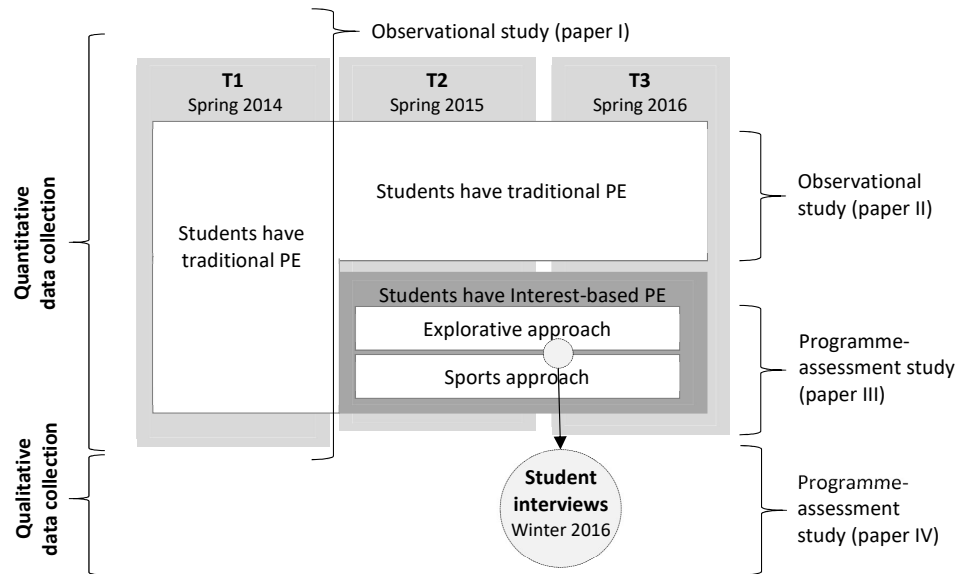 Observational study (paper I)
T1
Spring 2014
T2
Spring 2015
T3
Spring 2016
Quantitative
data collection
Students have
traditional PE
Students have traditional PE
Observational
study (paper II)
Students have Interest-based PE
Explorative approach
Sports approach
Programme-
assessment study
(paper III)
Qualitative
data collection
Student
interviews
Winter 2016
Programme-
assessment
study (paper IV)